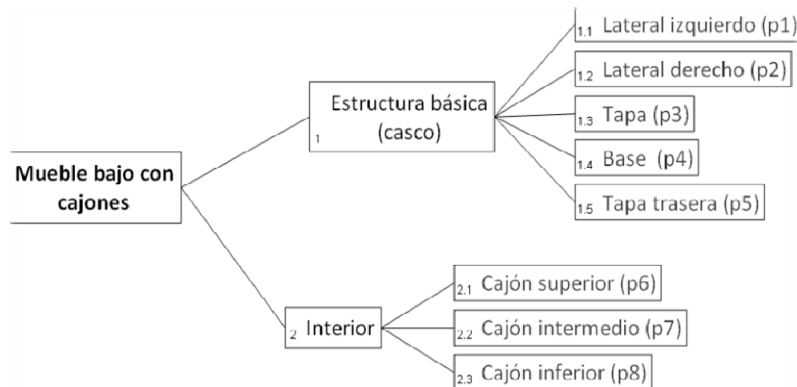 Mueble bajo con
cajones
1 Estructura básica
(casco)
1.1 Lateral izquierdo (p1)
1.2 Lateral derecho (p2)
1.3 Tapa (p3)
1.4 Base (p4)
1.5 Tapa trasera (p5)
2 Interior
2.1 Cajón superior (p6)
2.2 Cajón intermedio (p7)
2.3 Cajón inferior (p8)